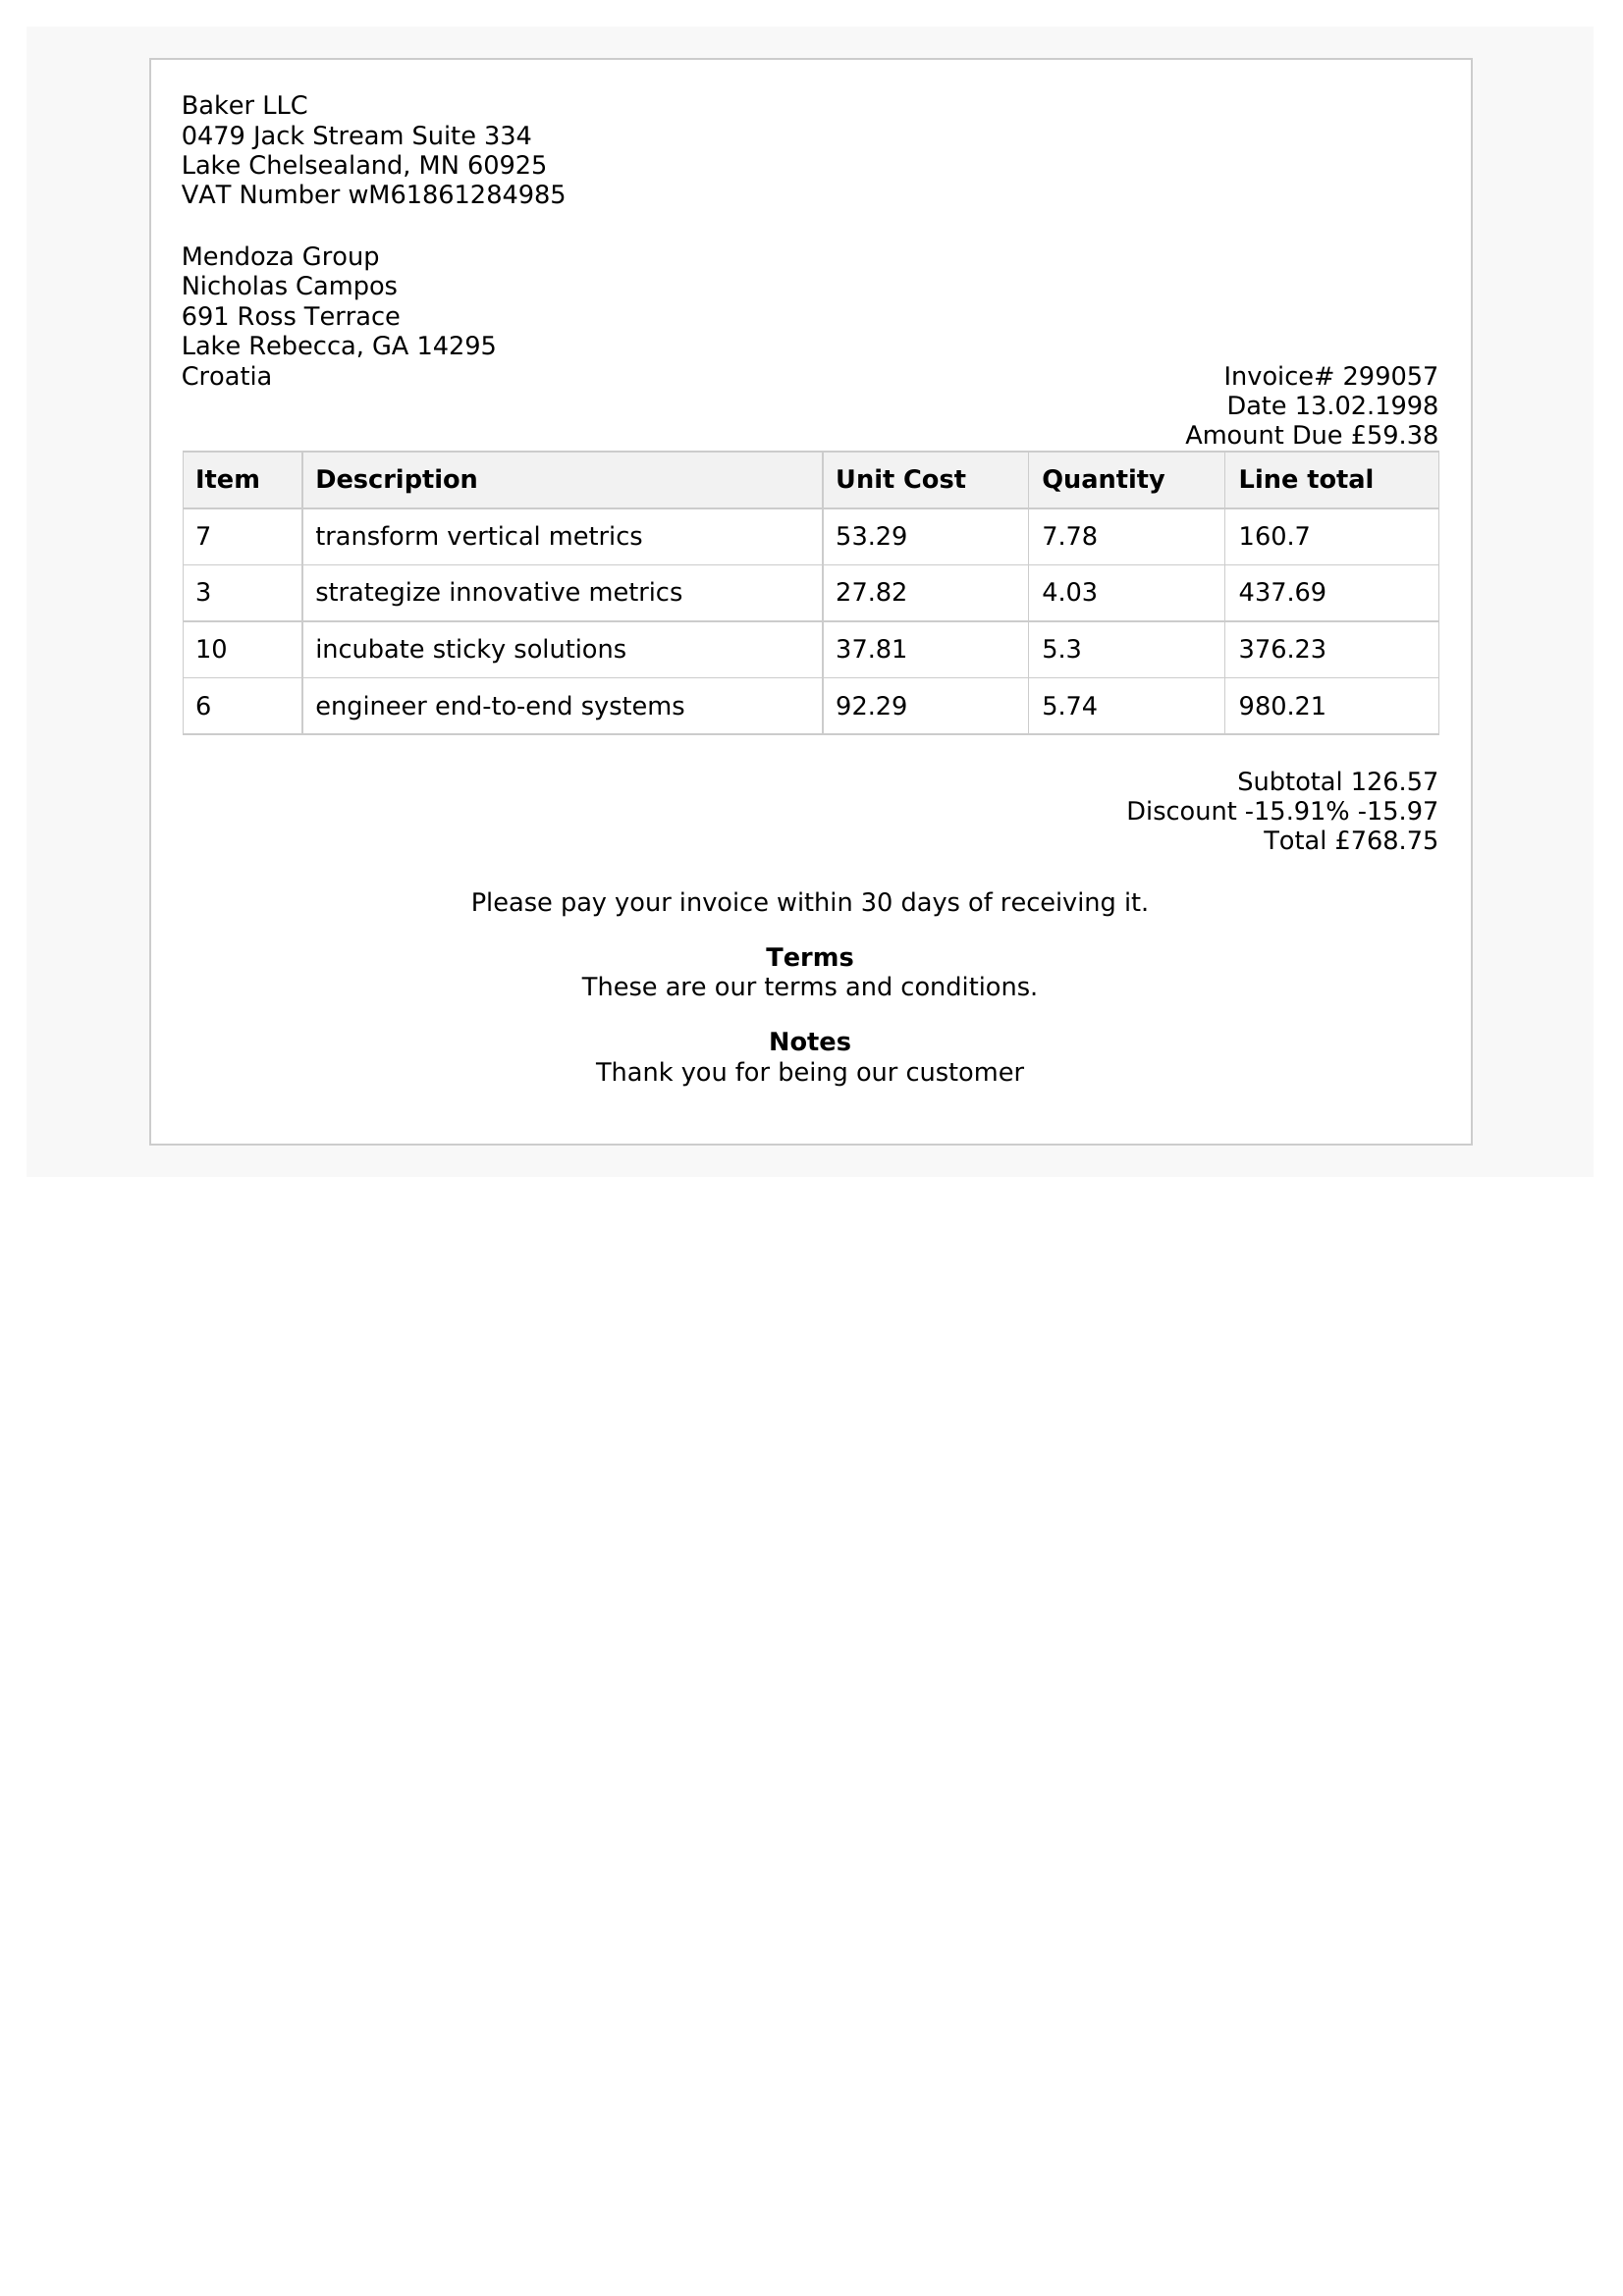 Baker LLC
0479 Jack Stream Suite 334
Lake Chelsealand, MN 60925
VAT Number wM61861284985
Mendoza Group
Nicholas Campos
691 Ross Terrace
Lake Rebecca, GA 14295
Croatia
Invoice# 299057
Date 13.02.1998
Amount Due £59.38
Item Description Unit Cost Quantity Line total
7 transform vertical metrics 53.29 7.78 160.7
3 strategize innovative metrics 27.82 4.03 437.69
10 incubate sticky solutions 37.81 5.3 376.23
6 engineer end-to-end systems 92.29 5.74 980.21
Subtotal 126.57
Discount -15.91% -15.97
Total £768.75
Please pay your invoice within 30 days of receiving it.
Terms
These are our terms and conditions.
Notes
Thank you for being our customer